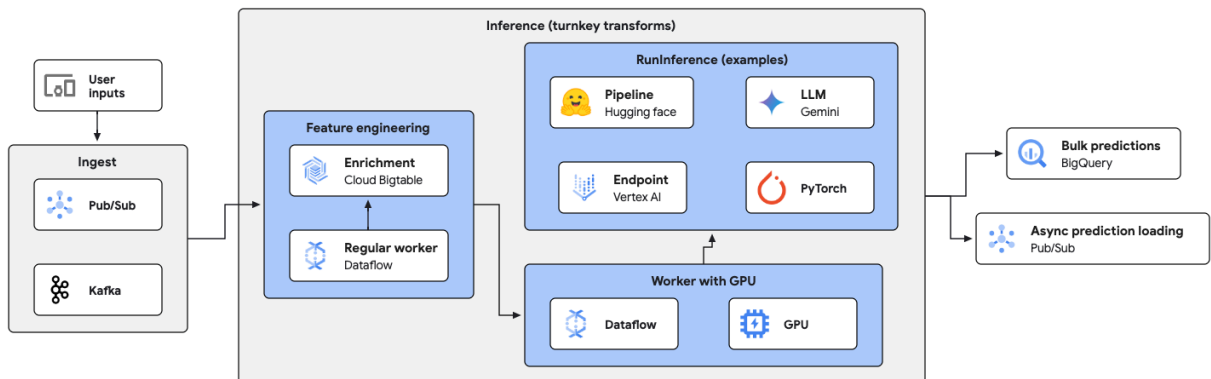 Inference (turnkey transforms)
User
inputs
Ingest
Pub/Sub
Kafka
Feature engineering
Enrichment
Cloud Bigtable
Regular worker
Dataflow
RunInference (examples)
Pipeline
Hugging face
LLM
Gemini
Endpoint
Vertex AI
PyTorch
Worker with GPU
Dataflow
GPU
Bulk predictions
BigQuery
Async prediction loading
Pub/Sub